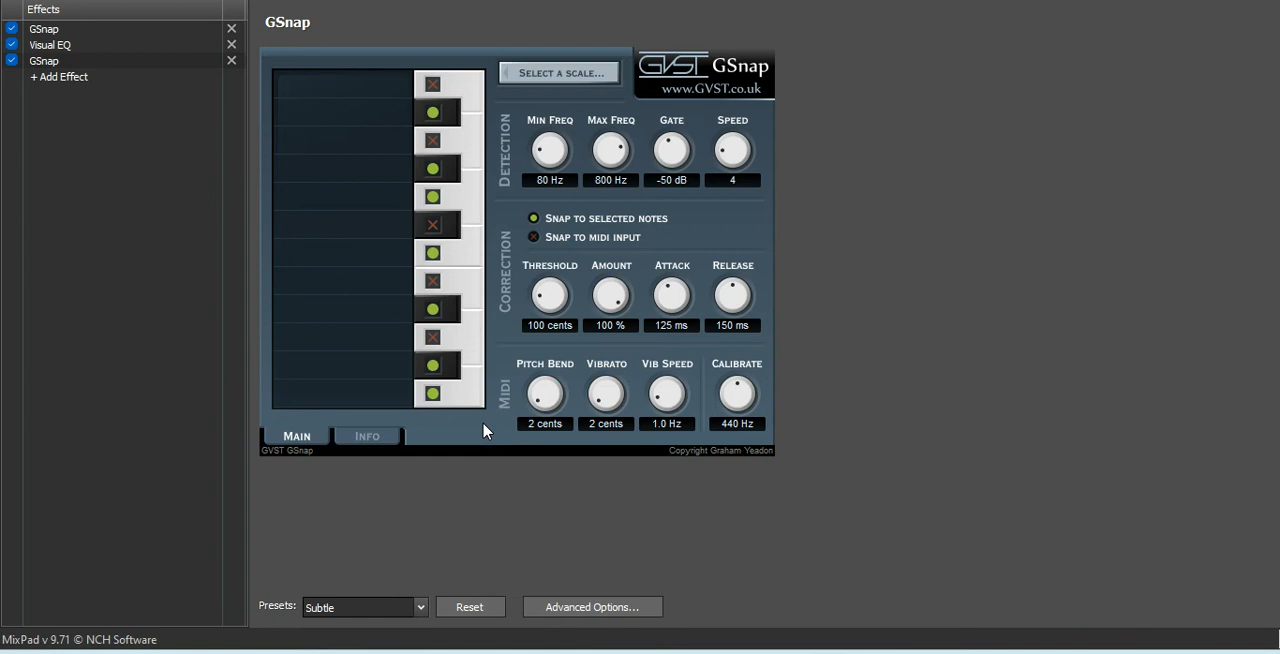 Effects
GSnap
Visual EQ
GSnap
+ Add Effect
GSnap
SELECT A SCALE...
GVST GSnap
www.GVST.co.uk
DETECTION
MIN FREQ MAX FREQ GATE SPEED
80 Hz 800 Hz -50 dB 4
CORRECTION
SNAP TO SELECTED NOTES
SNAP TO MIDI INPUT
THRESHOLD AMOUNT ATTACK RELEASE
100 cents 100 % 125 ms 150 ms
MIDI
PITCH BEND VIBRATO VIB SPEED CALIBRATE
2 cents 2 cents 1.0 Hz 440 Hz
MAIN INFO
GVST GSnap Copyright Graham Yeadon
Presets: Subtle Reset Advanced Options...
MixPad v 9.71 © NCH Software